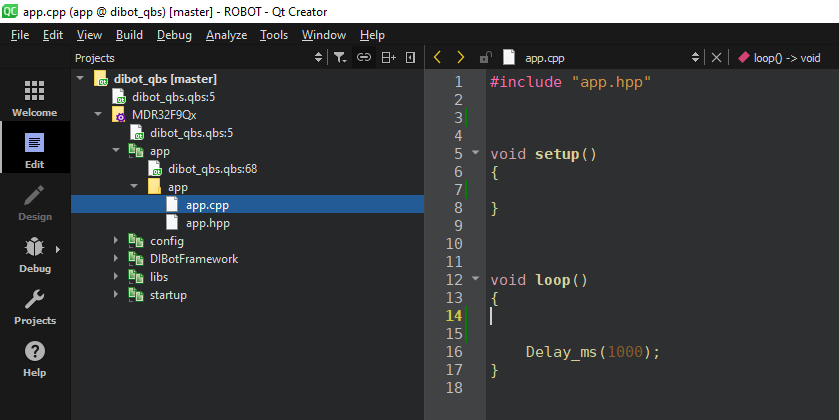 QC app.cpp (app @ dibot_qbs) [master] - ROBOT - Qt Creator
File Edit View Build Debug Analyze Tools Window Help
Projects
app.cpp
loop() -> void
Welcome
Edit
Design
Debug
Projects
Help
dibot_qbs [master]
dibot_qbs.qbs:5
MDR32F9Qx
dibot_qbs.qbs:5
app
dibot_qbs.qbs:68
app
app.cpp
app.hpp
config
DIBotFramework
libs
startup
1 #include "app.hpp"
2
3
4
5 void setup()
6 {
7
8 }
9
10
11
12 void loop()
13 {
14
15
16 Delay_ms(1000);
17 }
18